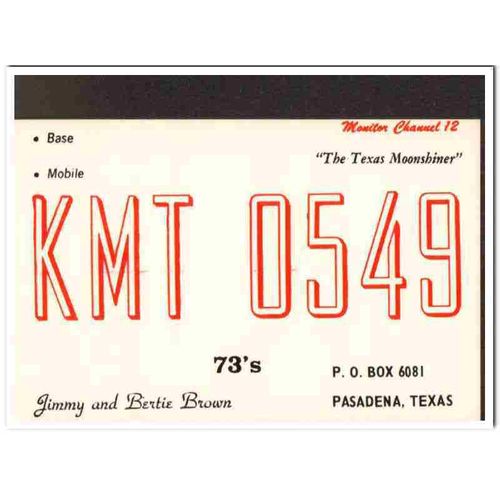 Monitor Channel 12
• Base
"The Texas Moonshiner"
• Mobile
KMT 0549
73's
P. O. BOX 6081
Jimmy and Bertie Brown
PASADENA, TEXAS